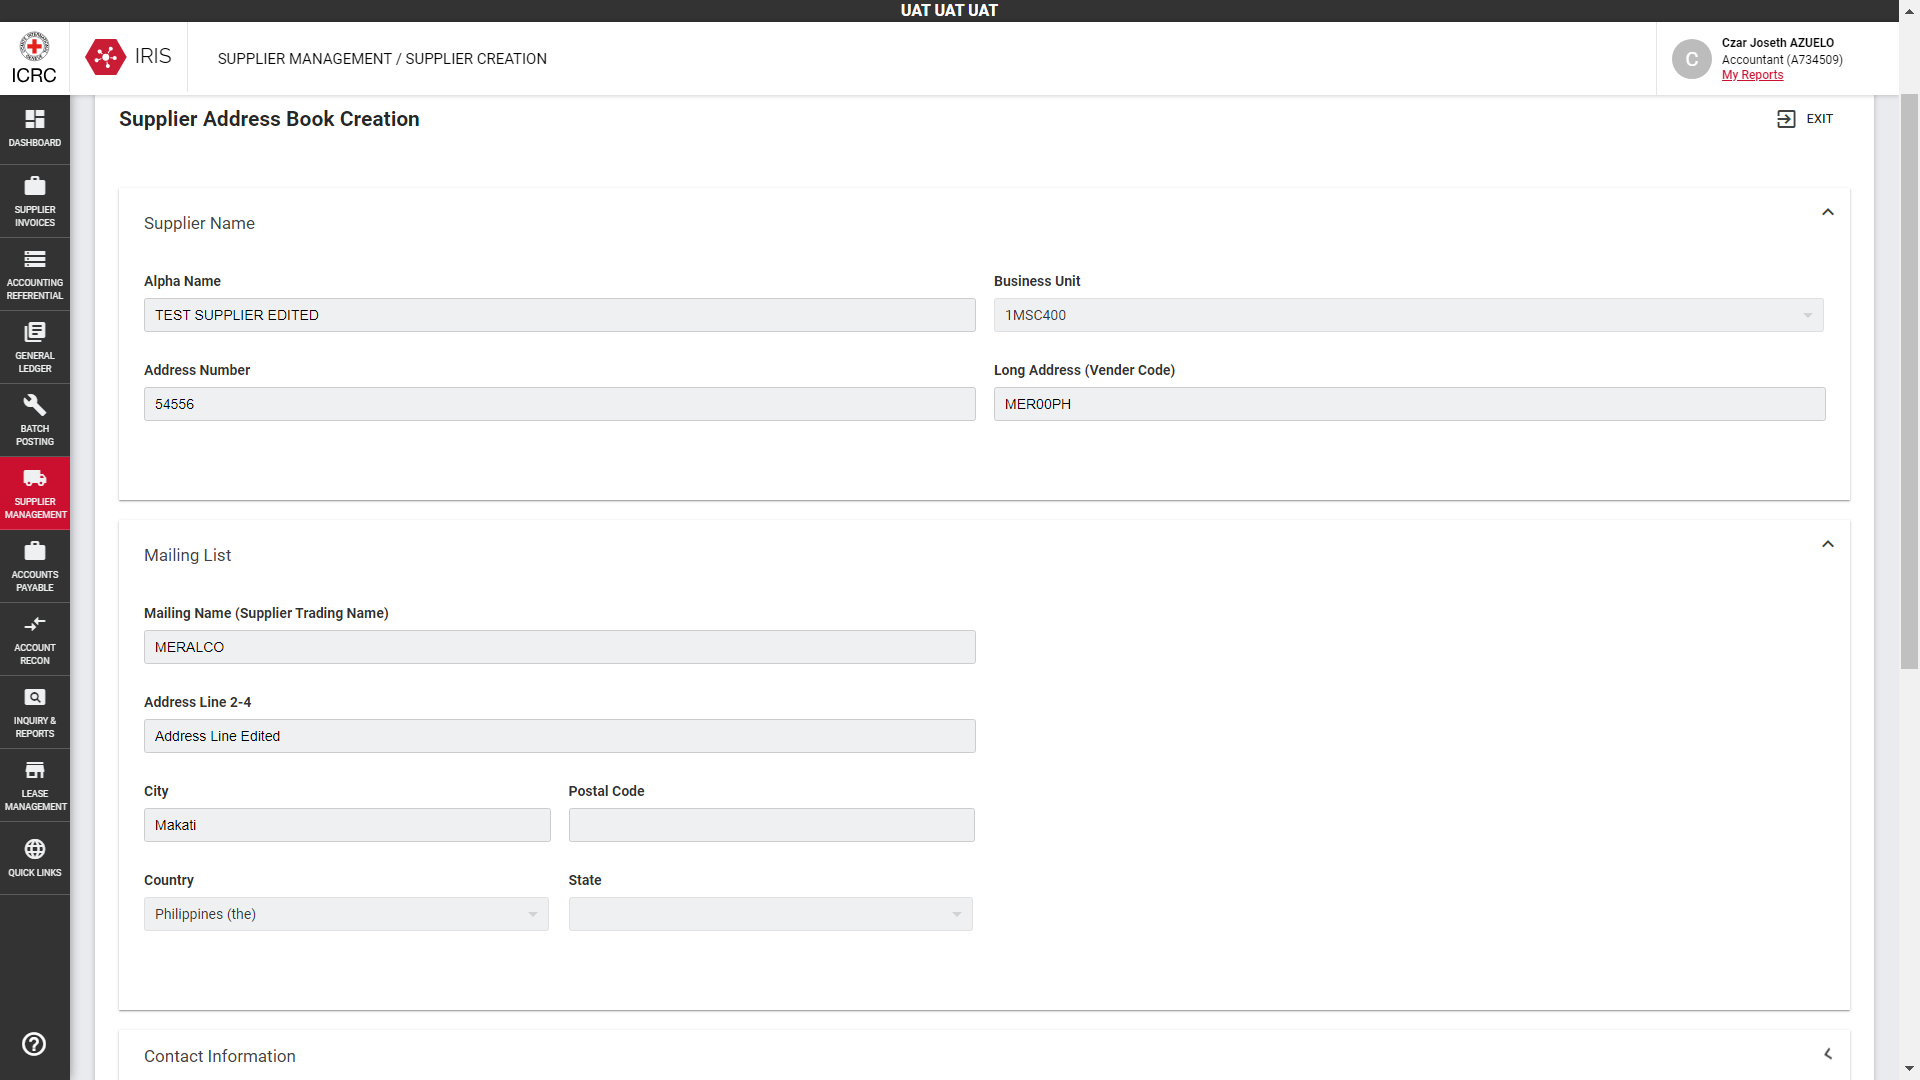 UAT UAT UAT
ICRC
IRIS
SUPPLIER MANAGEMENT / SUPPLIER CREATION
C
Czar Joseth AZUELO
Accountant (A734509)
My Reports
DASHBOARD
SUPPLIER
INVOICES
ACCOUNTING
REFERENTIAL
GENERAL
LEDGER
BATCH
POSTING
SUPPLIER
MANAGEMENT
ACCOUNTS
PAYABLE
ACCOUNT
RECON
INQUIRY &
REPORTS
LEASE
MANAGEMENT
QUICK LINKS
Supplier Address Book Creation
EXIT
Supplier Name
Alpha Name
TEST SUPPLIER EDITED
Business Unit
1MSC400
Address Number
54556
Long Address (Vender Code)
MER00PH
Mailing List
Mailing Name (Supplier Trading Name)
MERALCO
Address Line 2-4
Address Line Edited
City
Makati
Postal Code
Country
Philippines (the)
State
Contact Information